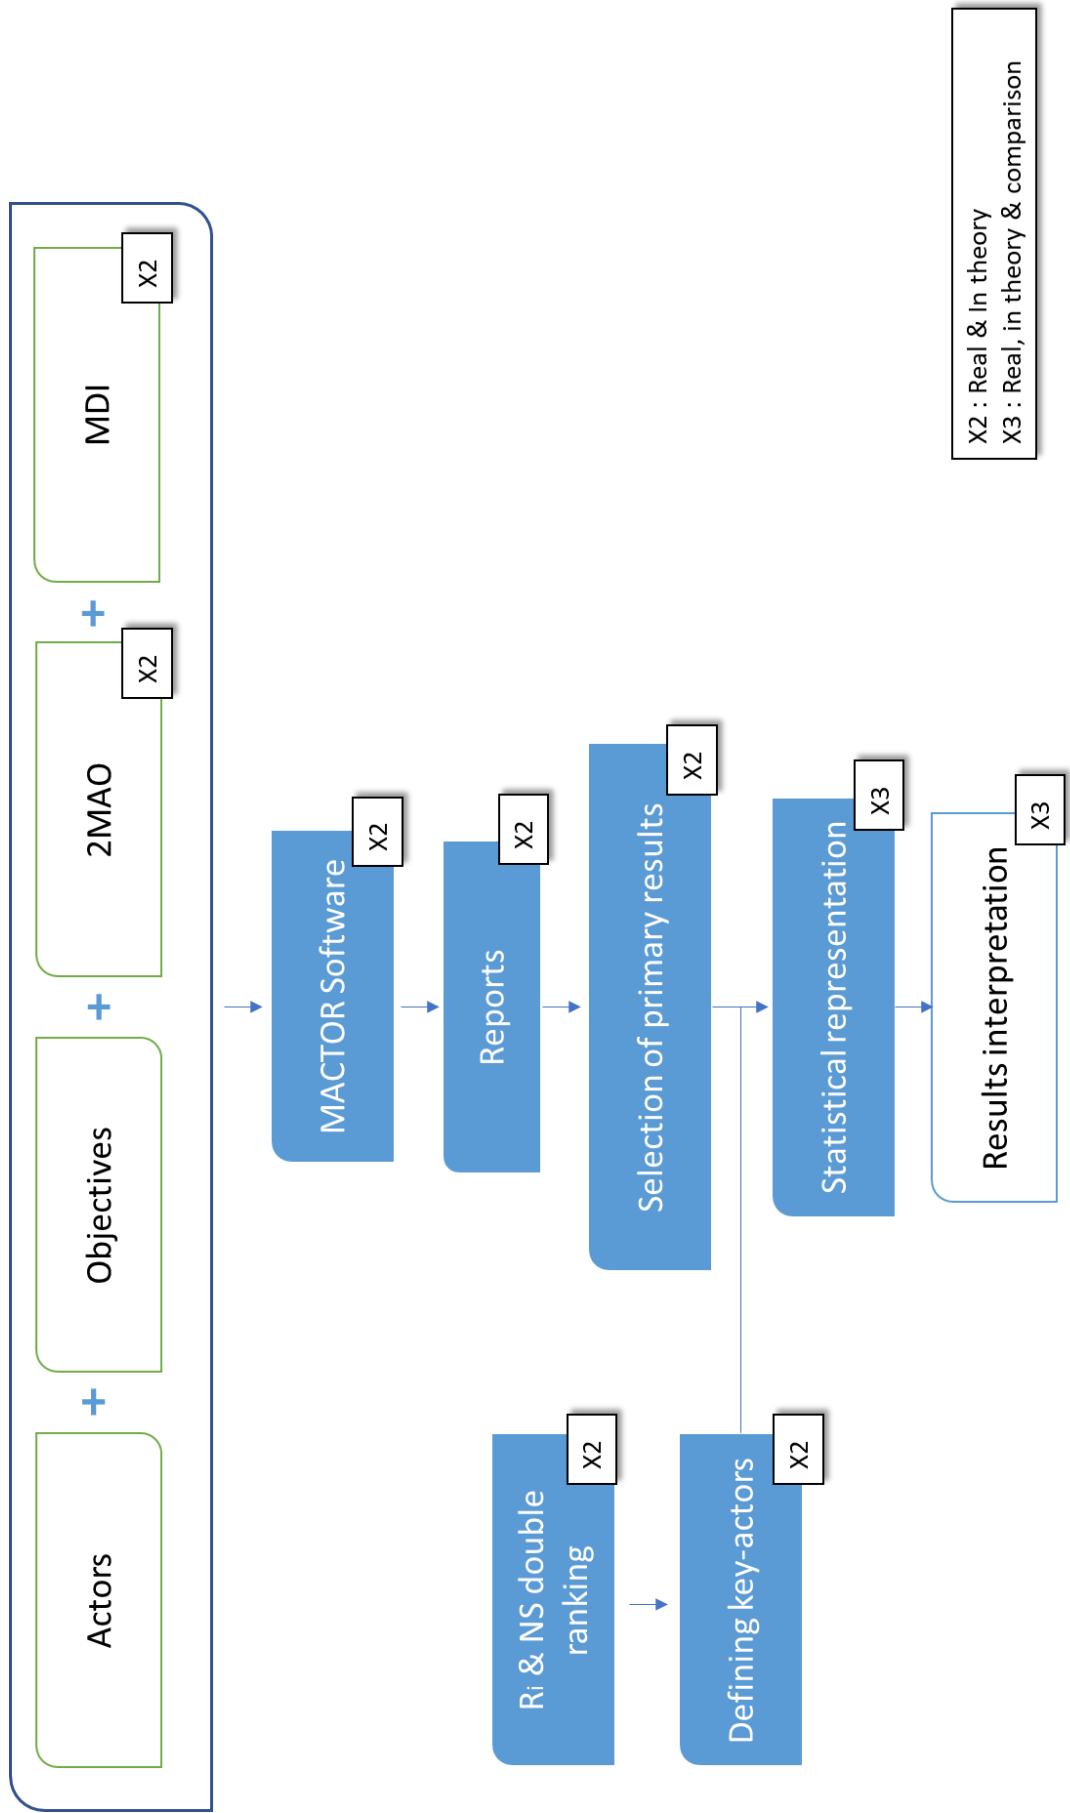 Actors
+
Objectives
+
2MAO
X2
+
MDI
X2
MACTOR Software
X2
Reports
X2
Ri & NS double
ranking
X2
Selection of primary results
X2
Defining key-actors
X2
Statistical representation
X3
Results interpretation
X3
X2 : Real & In theory
X3 : Real, in theory & comparison